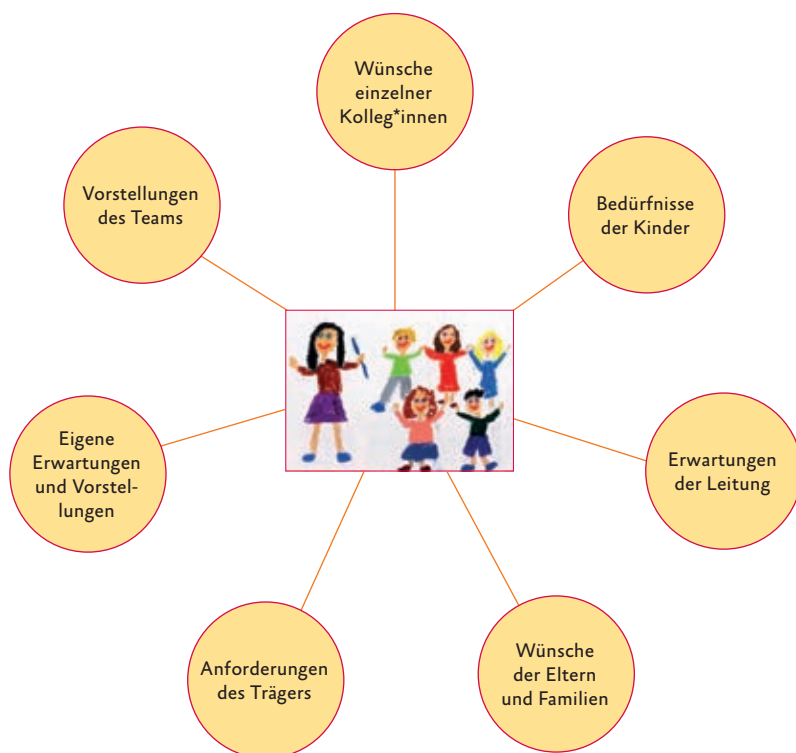 Wünsche
einzelner
Kolleg*innen
Vorstellungen
des Teams
Bedürfnisse
der Kinder
Eigene
Erwartungen
und Vorstel-
lungen
Erwartungen
der Leitung
Anforderungen
des Trägers
Wünsche
der Eltern
und Familien